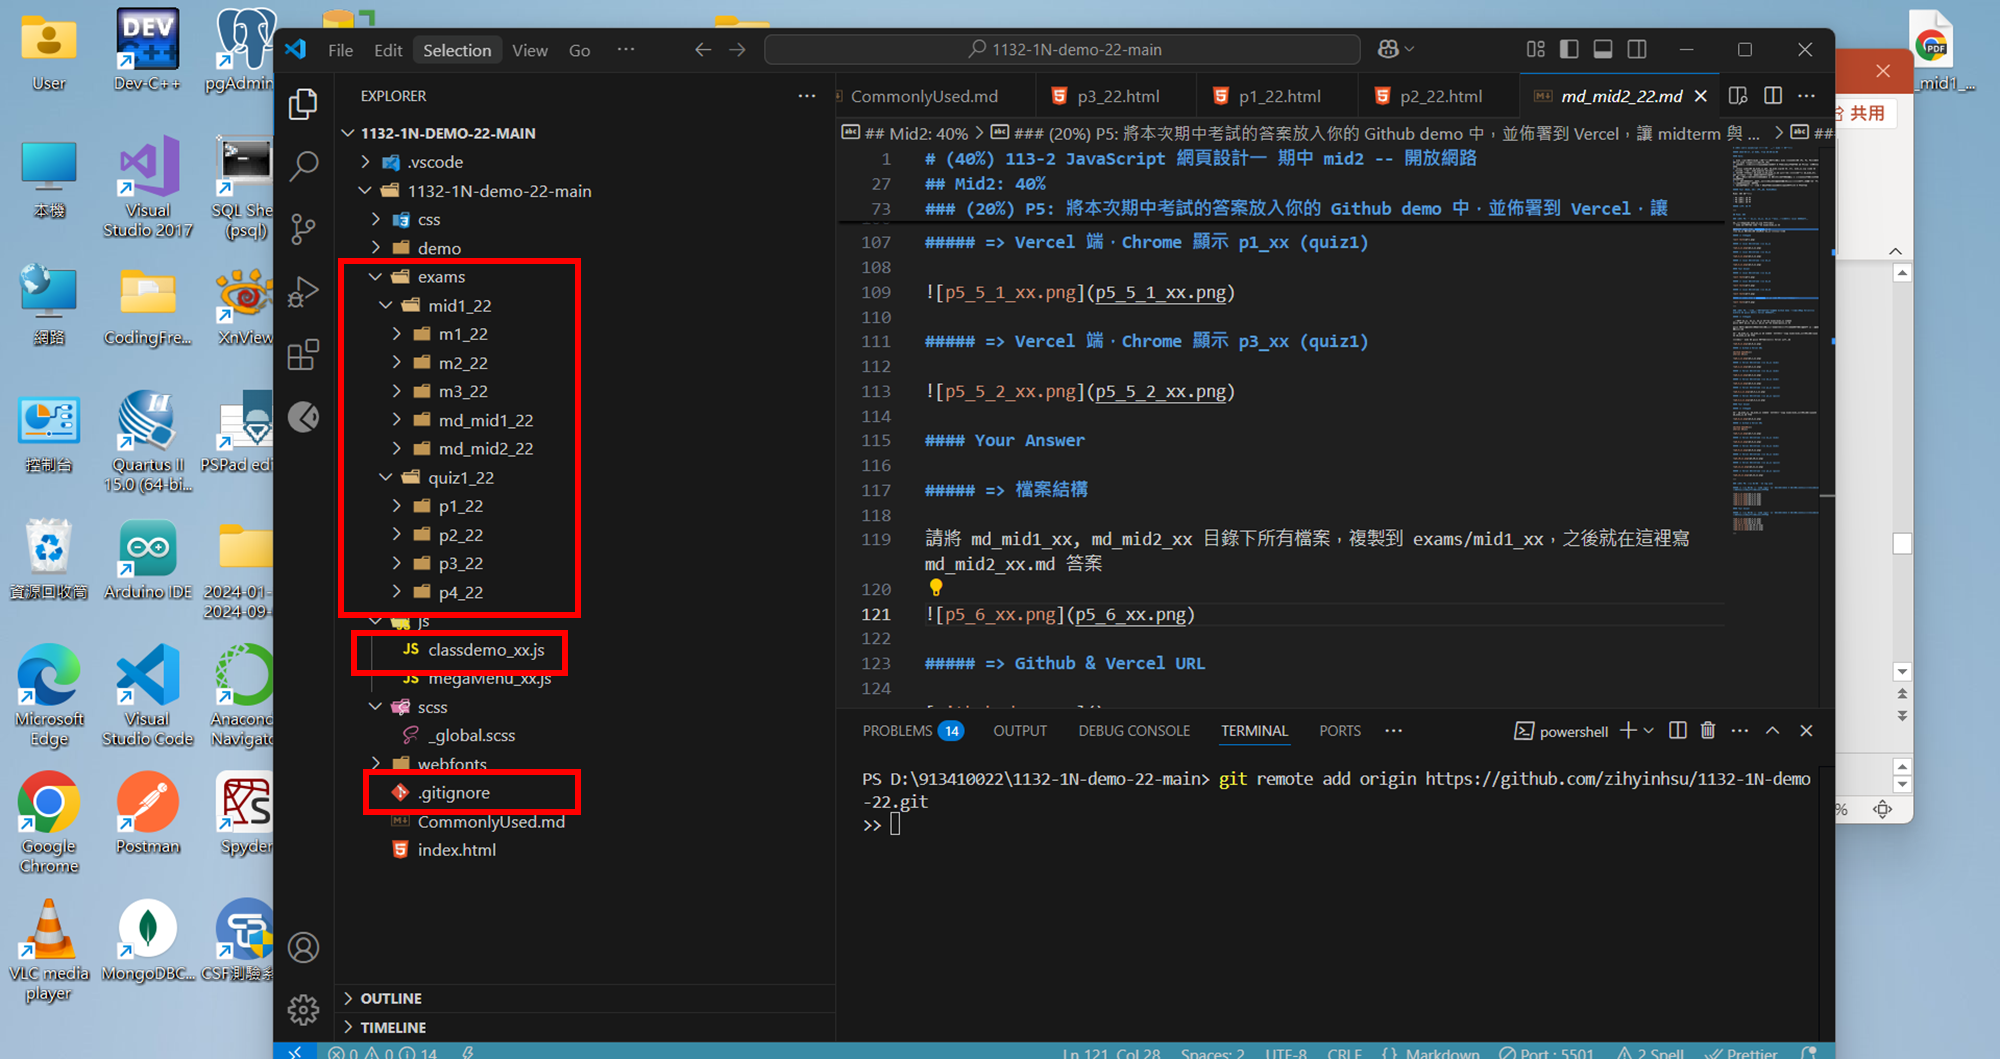 User
Dev-C++
pgAdmin
本機
Visual Studio 2017
SQL She
(psql)
網路
CodingFre...
XnView
控制台
Quartus II 15.0 (64-bi...
PSPad edi
資源回收筒
Arduino IDE
2024-01-
2024-09-
Microsoft Edge
Visual Studio Code
Anacond
Navigato
Google Chrome
Postman
Spyder
VLC media player
MongoDBC...
CSF測驗系
File Edit Selection View Go ...
1132-1N-demo-22-main
EXPLORER
1132-1N-DEMO-22-MAIN
.vscode
1132-1N-demo-22-main
css
demo
exams
mid1_22
m1_22
m2_22
m3_22
md_mid1_22
md_mid2_22
quiz1_22
p1_22
p2_22
p3_22
p4_22
js
JS classdemo_xx.js
JS megaMenu_xx.js
scss
_global.scss
webfonts
.gitignore
CommonlyUsed.md
index.html
OUTLINE
TIMELINE
CommonlyUsed.md
p3_22.html
p1_22.html
p2_22.html
md_mid2_22.md
## Mid2: 40% > ### (20%) P5: 將本次期中考試的答案放入你的 Github demo 中，並佈署到 Vercel，讓 midterm 與 ... > ##
1 # (40%) 113-2 JavaScript 網頁設計一 期中 mid2 -- 開放網路
27 ## Mid2: 40%
73 ### (20%) P5: 將本次期中考試的答案放入你的 Github demo 中，並佈署到 Vercel，讓
107 ##### => Vercel 端，Chrome 顯示 p1_xx (quiz1)
108
109 ![p5_5_1_xx.png](p5_5_1_xx.png)
110
111 ##### => Vercel 端，Chrome 顯示 p3_xx (quiz1)
112
113 ![p5_5_2_xx.png](p5_5_2_xx.png)
114
115 #### Your Answer
116
117 ##### => 檔案結構
118
119 請將 md_mid1_xx, md_mid2_xx 目錄下所有檔案，複製到 exams/mid1_xx，之後就在這裡寫
md_mid2_xx.md 答案
120
121 ![p5_6_xx.png](p5_6_xx.png)
122
123 ##### => Github & Vercel URL
124
PROBLEMS 14 OUTPUT DEBUG CONSOLE TERMINAL PORTS ...
powershell
PS D:\913410022\1132-1N-demo-22-main> git remote add origin https://github.com/zihyinhsu/1132-1N-demo
-22.git
>>
0 0 14
Ln 121, Col 28 Spaces: 2 UTF-8 CRLF {} Markdown Port : 5501 2 Spell Prettier
共用
%
PDF
_mid1_...